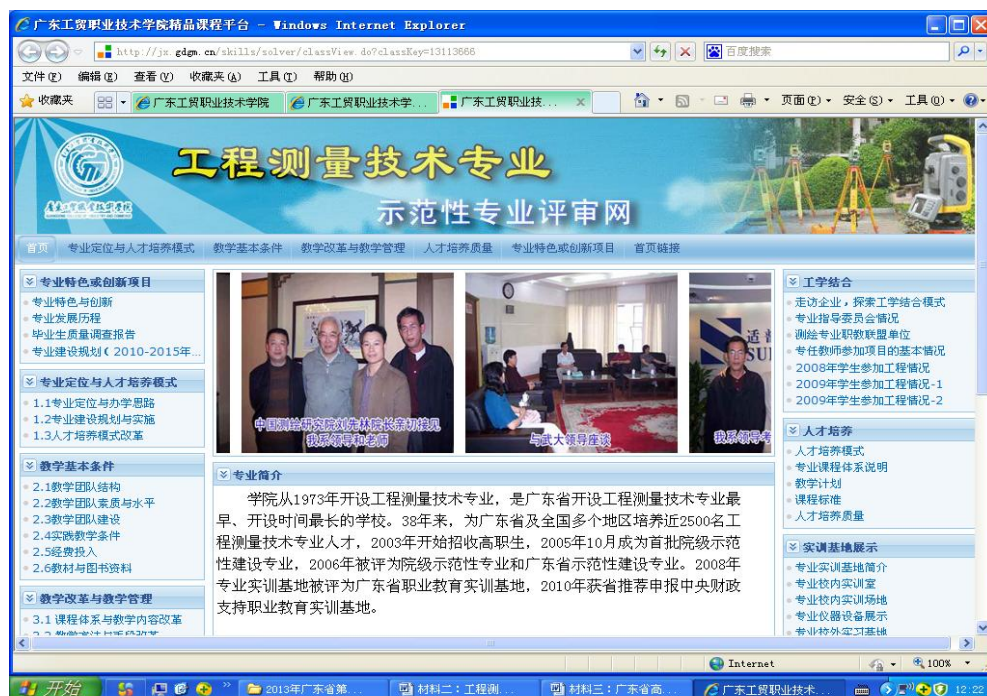 广东工贸职业技术学院精品课程平台 - Windows Internet Explorer
http://jx.gdgm.cn/skills/solver/classView.do?classKey=13113666
百度搜索
文件(F) 编辑(E) 查看(V) 收藏夹(A) 工具(T) 帮助(H)
收藏夹 广东工贸职业技术学院 广东工贸职业技术学... 广东工贸职业技... 页面(P) 安全(S) 工具(O)
工程测量技术专业
广东工贸职业技术学院
示范性专业评审网
首页 专业定位与人才培养模式 教学基本条件 教学改革与教学管理 人才培养质量 专业特色或创新项目 首页链接
专业特色或创新项目
专业特色与创新
专业发展历程
毕业生质量调查报告
专业建设规划(2010-2015年...
专业定位与人才培养模式
1.1专业定位与办学思路
1.2专业建设规划与实施
1.3人才培养模式改革
教学基本条件
2.1教学团队结构
2.2教学团队素质与水平
2.3教学团队建设
2.4实践教学条件
2.5经费投入
2.6教材与图书资料
教学改革与教学管理
3.1 课程体系与教学内容改革
中国测绘研究院刘先林院长亲切接见
我系领导和老师
与武大领导座谈
我系领导考
专业简介
学院从1973年开设工程测量技术专业，是广东省开设工程测量技术专业最
早、开设时间最长的学校。38年来，为广东省及全国多个地区培养近2500名工
程测量技术专业人才，2003年开始招收高职生，2005年10月成为首批院级示范
性建设专业，2006年被评为院级示范性专业和广东省示范性建设专业。2008年
专业实训基地被评为广东省职业教育实训基地，2010年获省推荐申报中央财政
支持职业教育实训基地。
工学结合
走访企业，探索工学结合模式
专业指导委员会情况
测绘专业职教联盟单位
专任教师参加项目的基本情况
2008年学生参加工程情况
2009年学生参加工程情况-1
2009年学生参加工程情况-2
人才培养
人才培养模式
专业课程体系说明
教学计划
课程标准
人才培养质量
实训基地展示
专业实训基地简介
专业校内实训室
专业校内实训场地
专业仪器设备展示
专业校外实习基地
Internet 100%
开始 2013年广东省第... 材料二：工程测... 材料三：广东省高... 广东工贸职业技术... 12:22